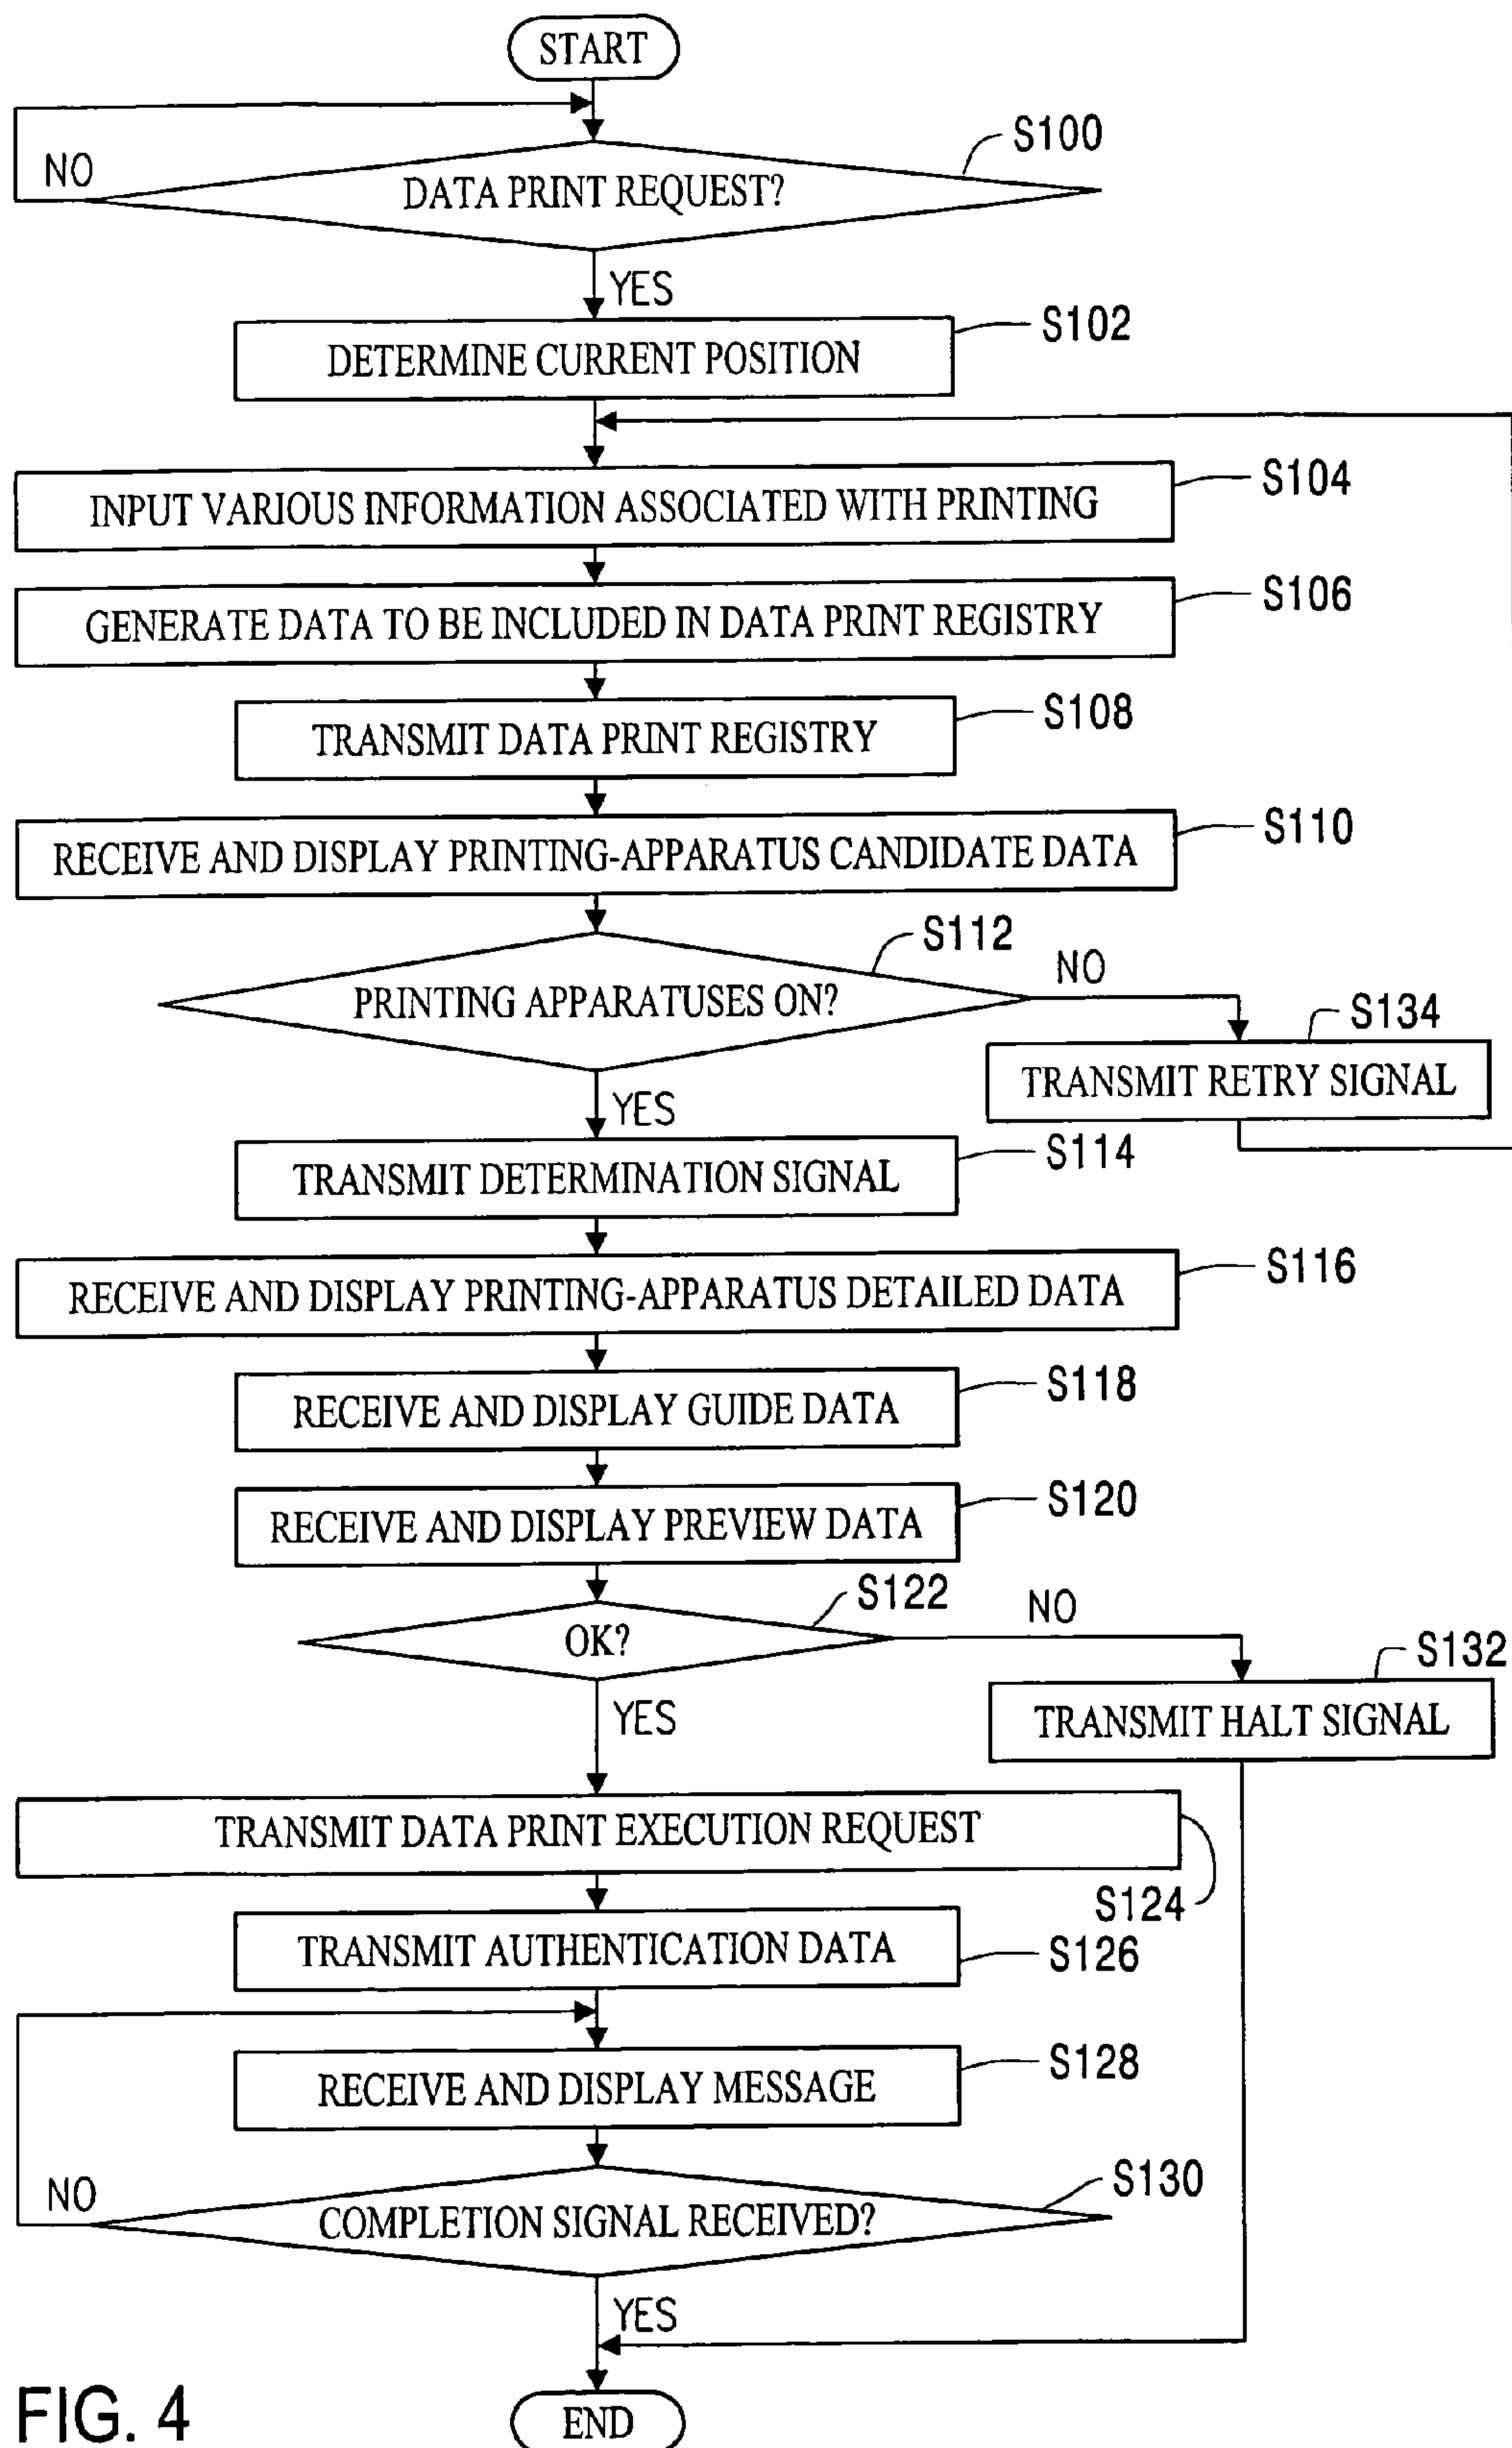 START
S100
NO
DATA PRINT REQUEST?
YES
S102
DETERMINE CURRENT POSITION
S104
INPUT VARIOUS INFORMATION ASSOCIATED WITH PRINTING
S106
GENERATE DATA TO BE INCLUDED IN DATA PRINT REGISTRY
S108
TRANSMIT DATA PRINT REGISTRY
S110
RECEIVE AND DISPLAY PRINTING-APPARATUS CANDIDATE DATA
S112
NO
PRINTING APPARATUSES ON?
S134
TRANSMIT RETRY SIGNAL
YES
S114
TRANSMIT DETERMINATION SIGNAL
S116
RECEIVE AND DISPLAY PRINTING-APPARATUS DETAILED DATA
S118
RECEIVE AND DISPLAY GUIDE DATA
S120
RECEIVE AND DISPLAY PREVIEW DATA
S122
NO
OK?
S132
TRANSMIT HALT SIGNAL
YES
TRANSMIT DATA PRINT EXECUTION REQUEST
S124
TRANSMIT AUTHENTICATION DATA
S126
S128
RECEIVE AND DISPLAY MESSAGE
S130
NO
COMPLETION SIGNAL RECEIVED?
YES
FIG. 4
END